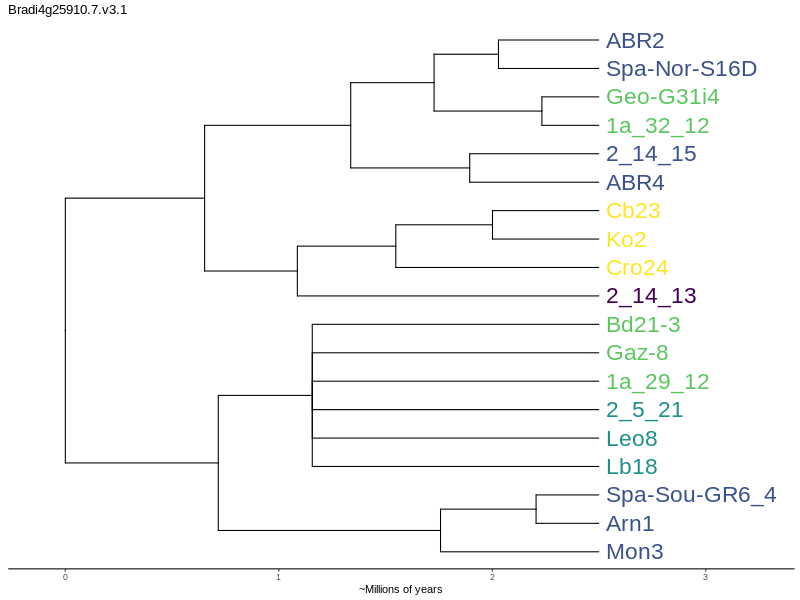 Bradi4g25910.7.v3.1
ABR2
Spa-Nor-S16D
Geo-G31i4
1a_32_12
2_14_15
ABR4
Cb23
Ko2
Cro24
2_14_13
Bd21-3
Gaz-8
1a_29_12
2_5_21
Leo8
Lb18
Spa-Sou-GR6_4
Arn1
Mon3
0 1 2 3
~Millions of years